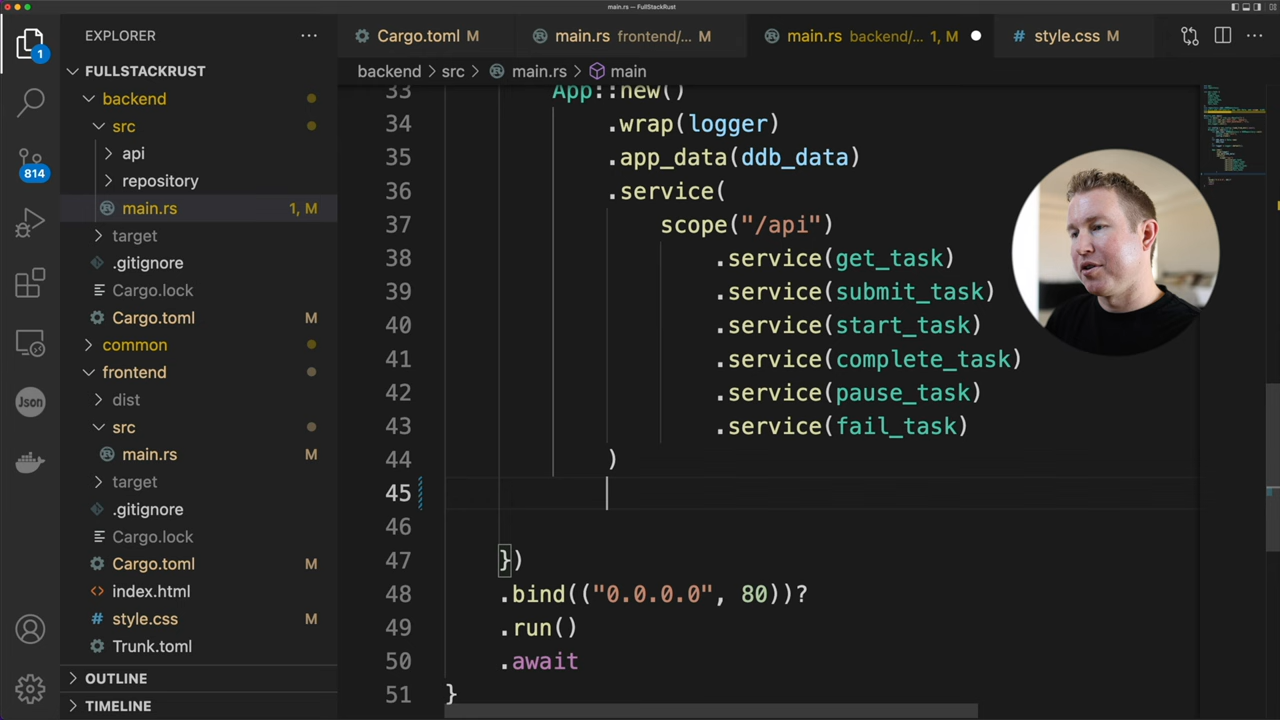 main.rs — FullStackRust
EXPLORER
Cargo.toml M
main.rs frontend/... M
main.rs backend/... 1, M
style.css M
backend > src > main.rs > main
1
814
Json
FULLSTACKRUST
backend
src
api
repository
main.rs 1, M
target
.gitignore
Cargo.lock
Cargo.toml M
common
frontend
dist
src
main.rs M
target
.gitignore
Cargo.lock
Cargo.toml M
index.html
style.css M
Trunk.toml
OUTLINE
TIMELINE
33 App::new()
34 .wrap(logger)
35 .app_data(ddb_data)
36 .service(
37 scope("/api")
38 .service(get_task)
39 .service(submit_task)
40 .service(start_task)
41 .service(complete_task)
42 .service(pause_task)
43 .service(fail_task)
44 )
45
46
47 })
48 .bind(("0.0.0.0", 80))?
49 .run()
50 .await
51 }